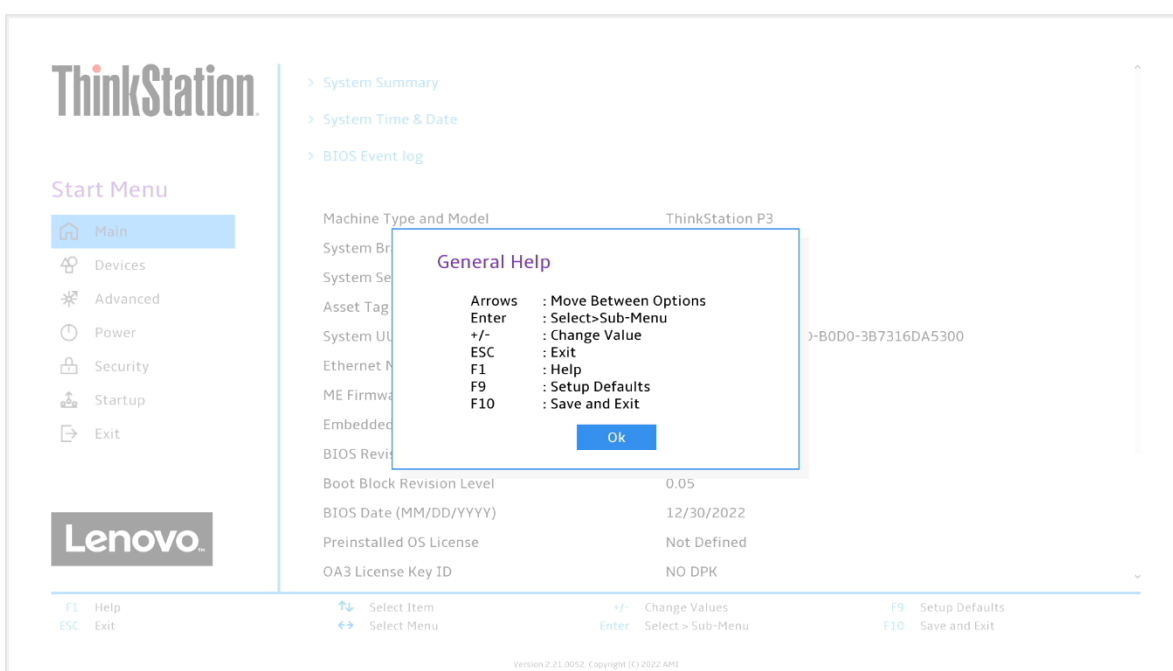 ThinkStation
> System Summary
> System Time & Date
> BIOS Event log
Start Menu
Main
Devices
Advanced
Power
Security
Startup
Exit
Machine Type and Model ThinkStation P3
System Br
System Se
Asset Tag
System UU -B0D0-3B7316DA5300
Ethernet M
ME Firmwa
Embedded
BIOS Revis
Boot Block Revision Level 0.05
BIOS Date (MM/DD/YYYY) 12/30/2022
Preinstalled OS License Not Defined
OA3 License Key ID NO DPK
General Help
Arrows : Move Between Options
Enter : Select>Sub-Menu
+/- : Change Value
ESC : Exit
F1 : Help
F9 : Setup Defaults
F10 : Save and Exit
Ok
Lenovo™
F1 Help ↑↓ Select Item +/- Change Values F9 Setup Defaults
ESC Exit ↔ Select Menu Enter Select > Sub-Menu F10 Save and Exit
Version 2.21.0052. Copyright (C) 2022 AMI